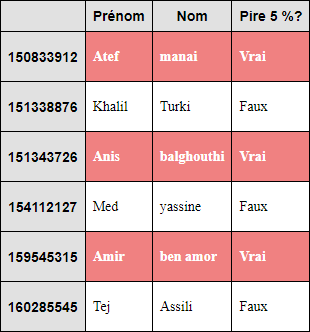 Prénom Nom Pire 5 %?
150833912 Atef manai Vrai
151338876 Khalil Turki Faux
151343726 Anis balghouthi Vrai
154112127 Med yassine Faux
159545315 Amir ben amor Vrai
160285545 Tej Assili Faux